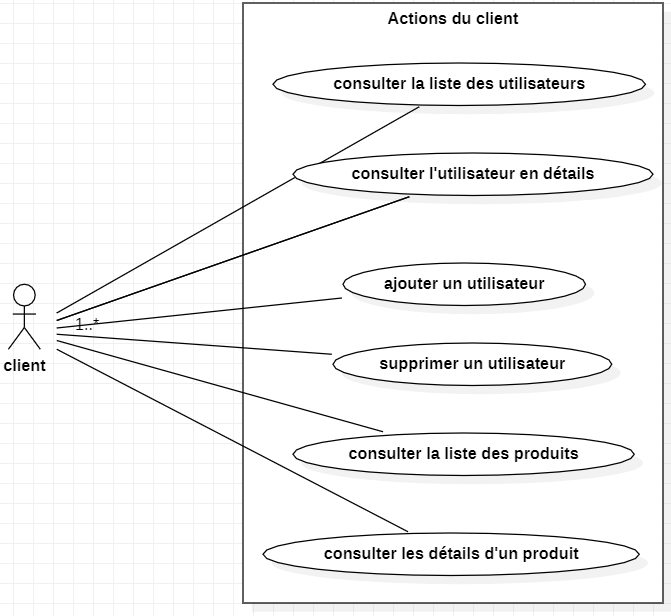 Actions du client
consulter la liste des utilisateurs
consulter l'utilisateur en détails
ajouter un utilisateur
1..*
supprimer un utilisateur
client
consulter la liste des produits
consulter les détails d'un produit